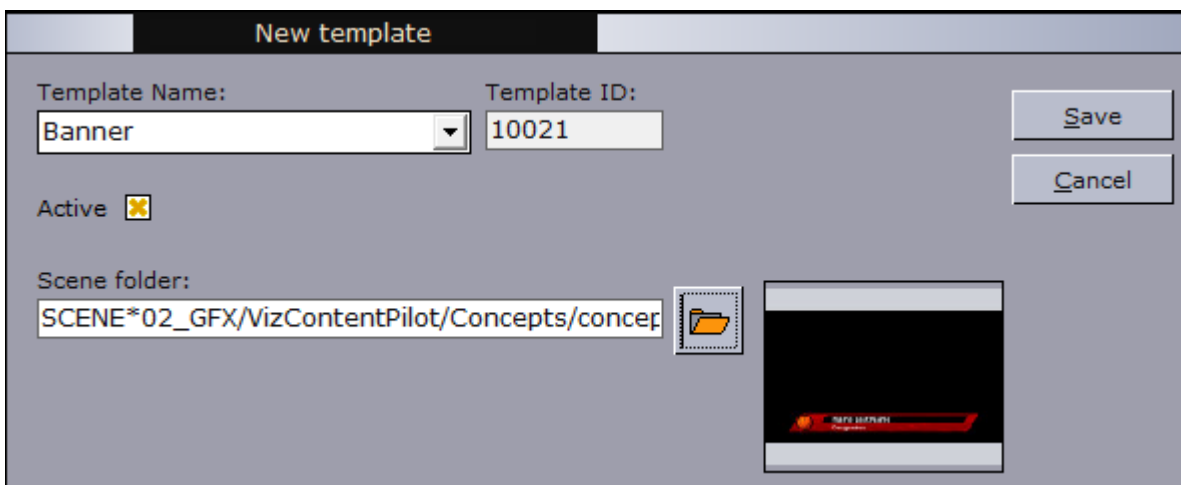 New template
Template Name:
Template ID:
Banner
10021
Save
Cancel
Active
Scene folder:
SCENE*02_GFX/VizContentPilot/Concepts/concep